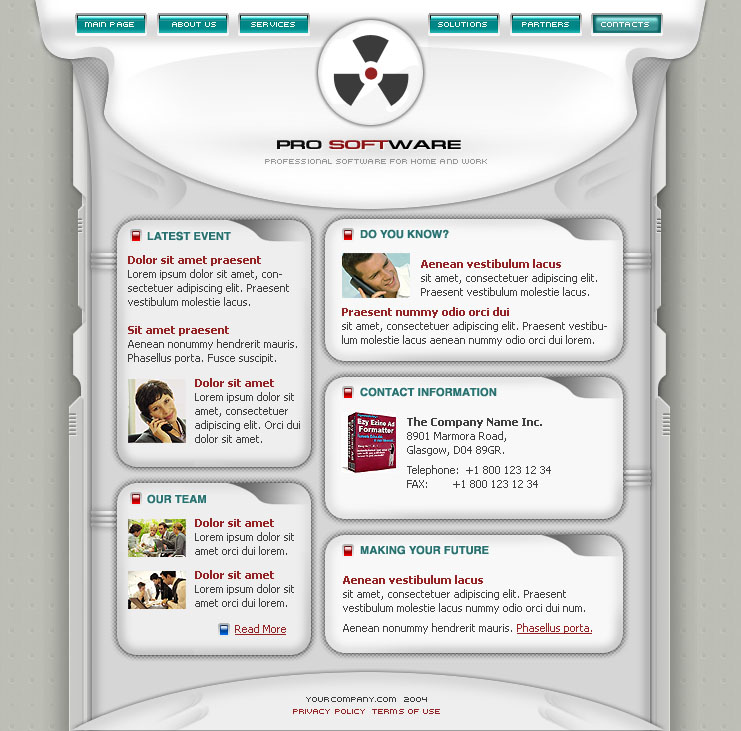 MAIN PAGE
ABOUT US
SERVICES
SOLUTIONS
PARTNERS
CONTACTS
PRO SOFTWARE
PROFESSIONAL SOFTWARE FOR HOME AND WORK
LATEST EVENT
Dolor sit amet praesent
Lorem ipsum dolor sit amet, con-
sectetuer adipiscing elit. Praesent
vestibulum molestie lacus.
Sit amet praesent
Aenean nonummy hendrerit mauris.
Phasellus porta. Fusce suscipit.
Dolor sit amet
Lorem ipsum dolor sit
amet, consectetuer
adipiscing elit. Orci dui
dolor sit amet.
OUR TEAM
Dolor sit amet
Lorem ipsum dolor sit
amet orci dui lorem.
Dolor sit amet
Lorem ipsum dolor sit
amet orci dui lorem.
Read More
DO YOU KNOW?
Aenean vestibulum lacus
sit amet, consectetuer adipiscing elit.
Praesent vestibulum molestie lacus.
Praesent nummy odio orci dui
sit amet, consectetuer adipiscing elit. Praesent vestibu-
lum molestie lacus aenean nummy odio orci dui lorem.
CONTACT INFORMATION
Ezy Ezine Ad
Formatter
The Company Name Inc.
8901 Marmora Road,
Glasgow, D04 89GR.
Telephone: +1 800 123 12 34
FAX: +1 800 123 12 34
MAKING YOUR FUTURE
Aenean vestibulum lacus
sit amet, consectetuer adipiscing elit. Praesent
vestibulum molestie lacus nummy odio orci dui num.
Aenean nonummy hendrerit mauris. Phasellus porta.
YOURCOMPANY.COM 2004
PRIVACY POLICY TERMS OF USE